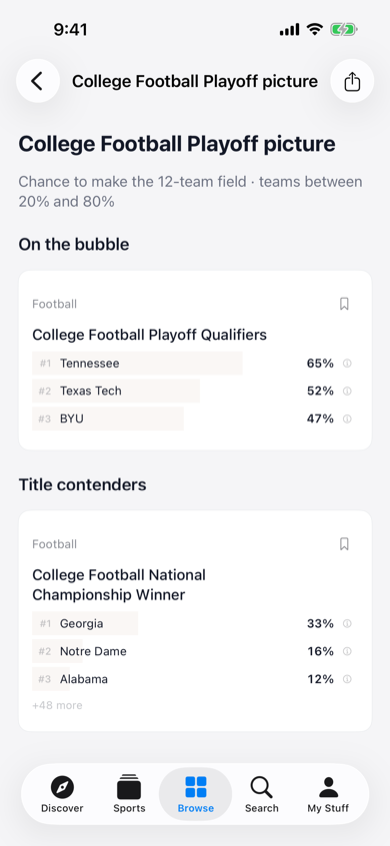 9:41
College Football Playoff picture
College Football Playoff picture
Chance to make the 12-team field · teams between
20% and 80%
On the bubble
Football
College Football Playoff Qualifiers
#1 Tennessee 65%
#2 Texas Tech 52%
#3 BYU 47%
Title contenders
Football
College Football National
Championship Winner
#1 Georgia 33%
#2 Notre Dame 16%
#3 Alabama 12%
+48 more
Discover Sports Browse Search My Stuff